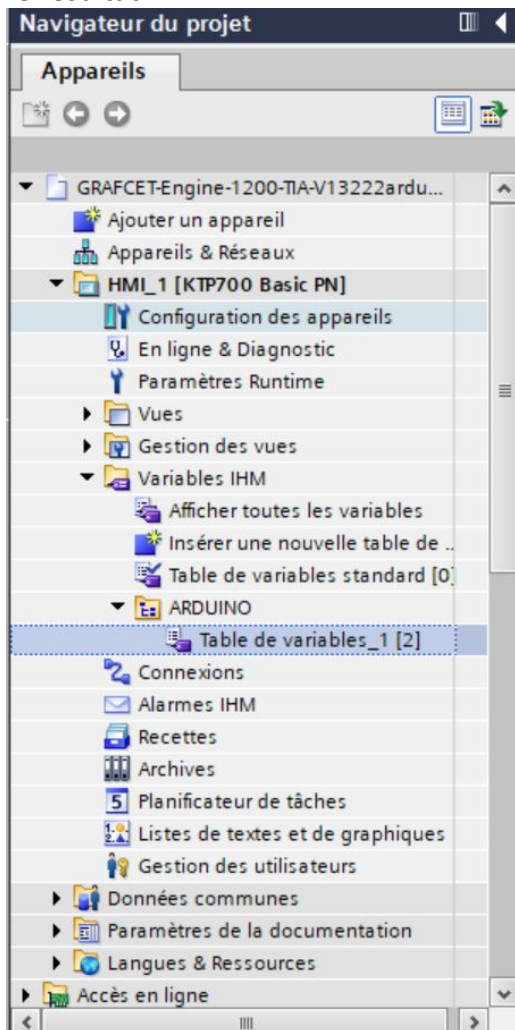 Navigateur du projet
Appareils
GRAFCET-Engine-1200-TIA-V13222ardu...
Ajouter un appareil
Appareils & Réseaux
HMI_1 [KTP700 Basic PN]
Configuration des appareils
En ligne & Diagnostic
Paramètres Runtime
Vues
Gestion des vues
Variables IHM
Afficher toutes les variables
Insérer une nouvelle table de ..
Table de variables standard [0]
ARDUINO
Table de variables_1 [2]
Connexions
Alarmes IHM
Recettes
Archives
Planificateur de tâches
Listes de textes et de graphiques
Gestion des utilisateurs
Données communes
Paramètres de la documentation
Langues & Ressources
Accès en ligne